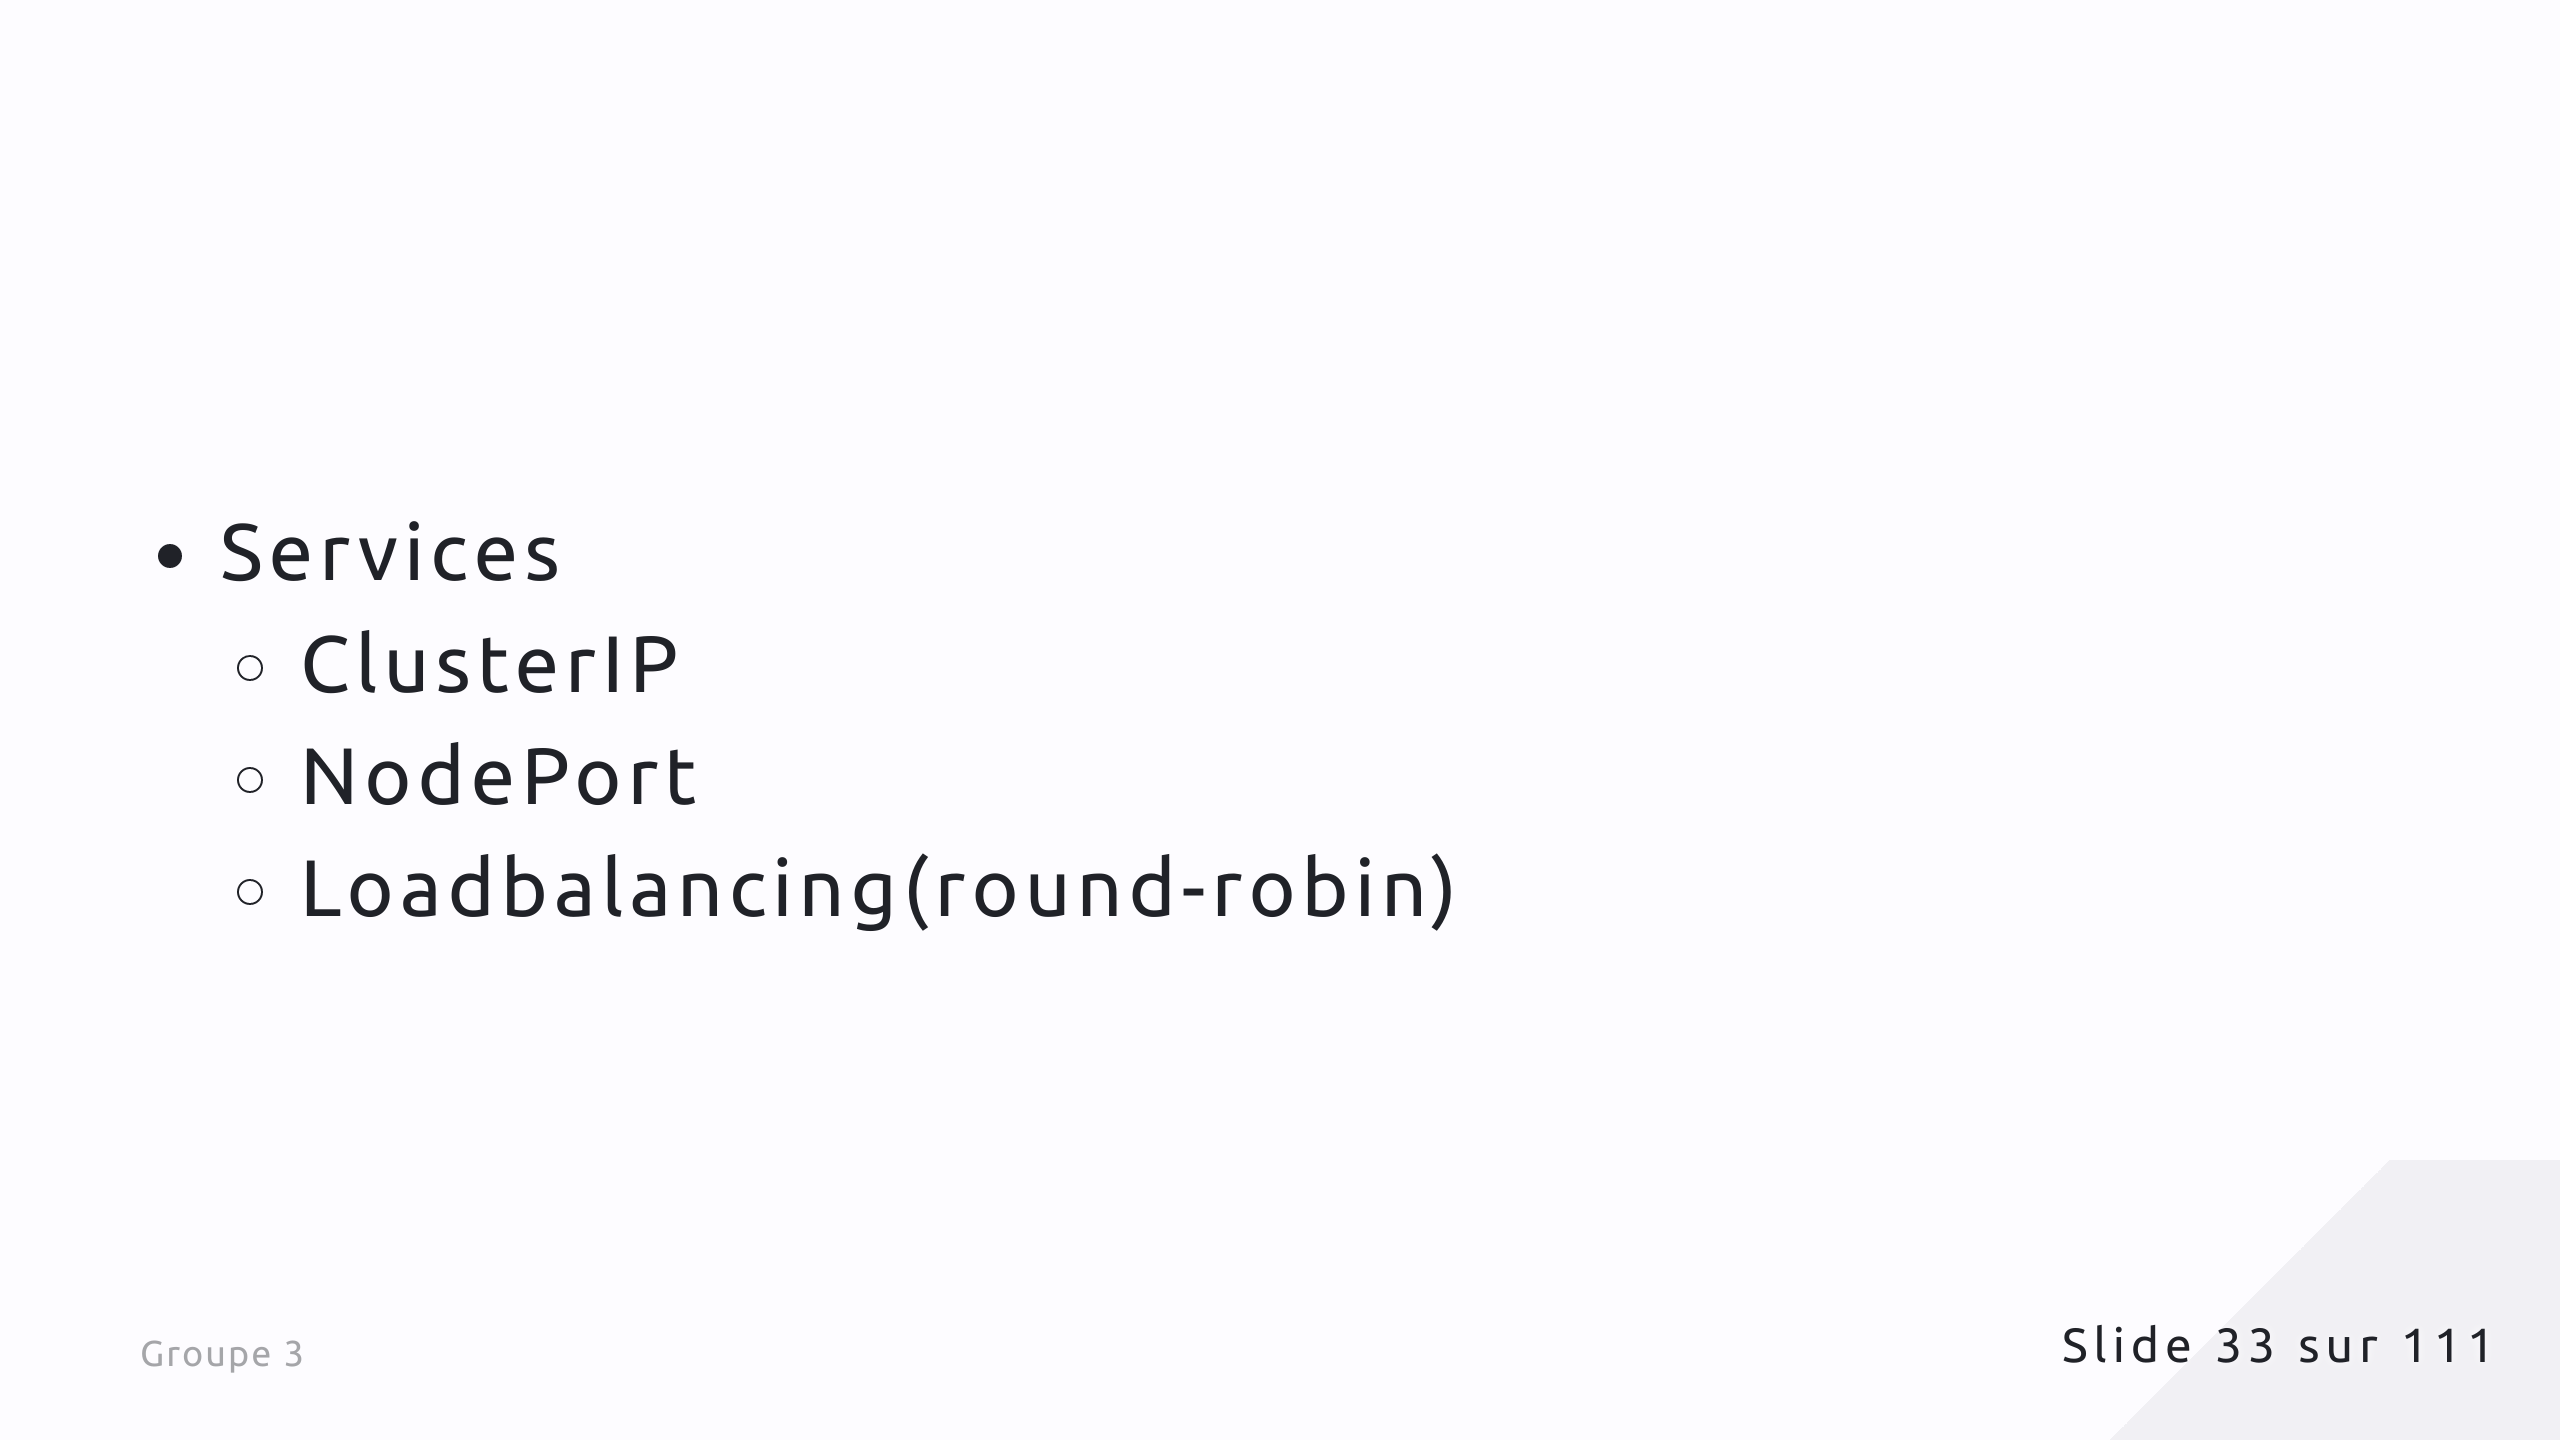 Services
ClusterIP
NodePort
Loadbalancing(round-robin)
Groupe 3
Slide 33 sur 111